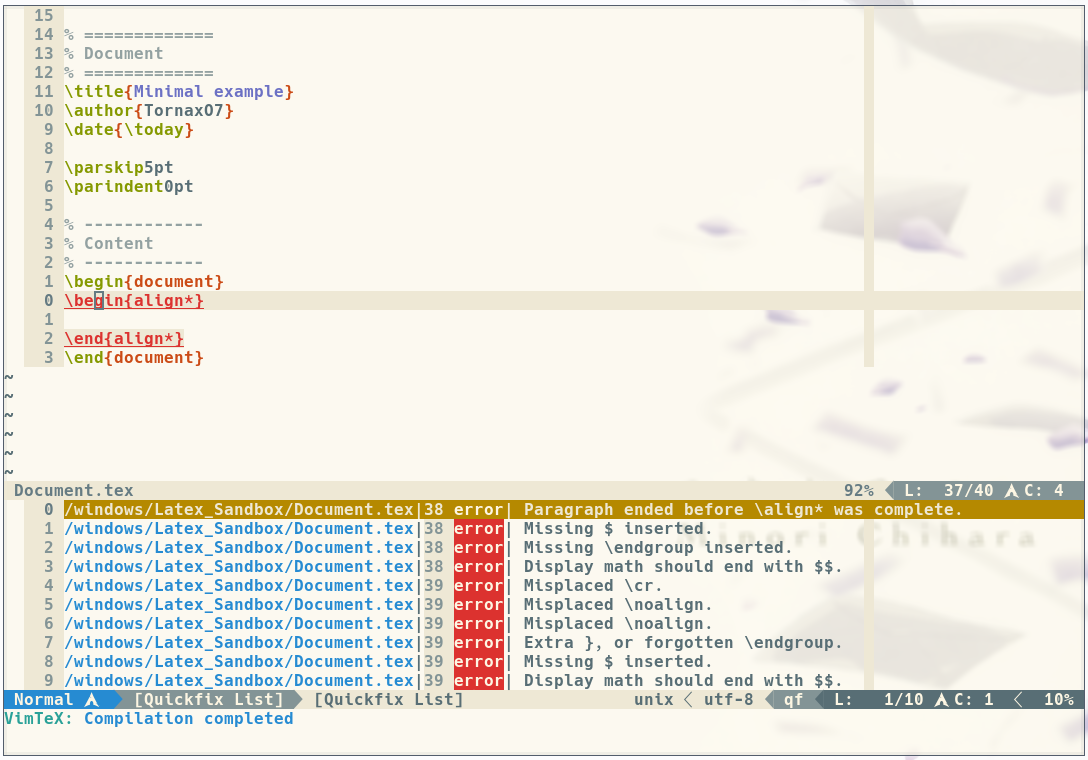 15
14 % =============
13 % Document
12 % =============
11 \title{Minimal example}
10 \author{TornaxO7}
9 \date{\today}
8
7 \parskip5pt
6 \parindent0pt
5
4 % ------------
3 % Content
2 % ------------
1 \begin{document}
0 \begin{align*}
1
2 \end{align*}
3 \end{document}
~
~
~
~
~
~
Document.tex 92% L: 37/40 C: 4
0 /windows/Latex_Sandbox/Document.tex|38 error| Paragraph ended before \align* was complete.
1 /windows/Latex_Sandbox/Document.tex|38 error| Missing $ inserted.
Minori Chihara
2 /windows/Latex_Sandbox/Document.tex|38 error| Missing \endgroup inserted.
3 /windows/Latex_Sandbox/Document.tex|38 error| Display math should end with $$.
4 /windows/Latex_Sandbox/Document.tex|39 error| Misplaced \cr.
5 /windows/Latex_Sandbox/Document.tex|39 error| Misplaced \noalign.
6 /windows/Latex_Sandbox/Document.tex|39 error| Misplaced \noalign.
7 /windows/Latex_Sandbox/Document.tex|39 error| Extra }, or forgotten \endgroup.
8 /windows/Latex_Sandbox/Document.tex|39 error| Missing $ inserted.
9 /windows/Latex_Sandbox/Document.tex|39 error| Display math should end with $$.
Normal [Quickfix List] [Quickfix List] unix < utf-8 qf L: 1/10 C: 1 < 10%
VimTeX: Compilation completed